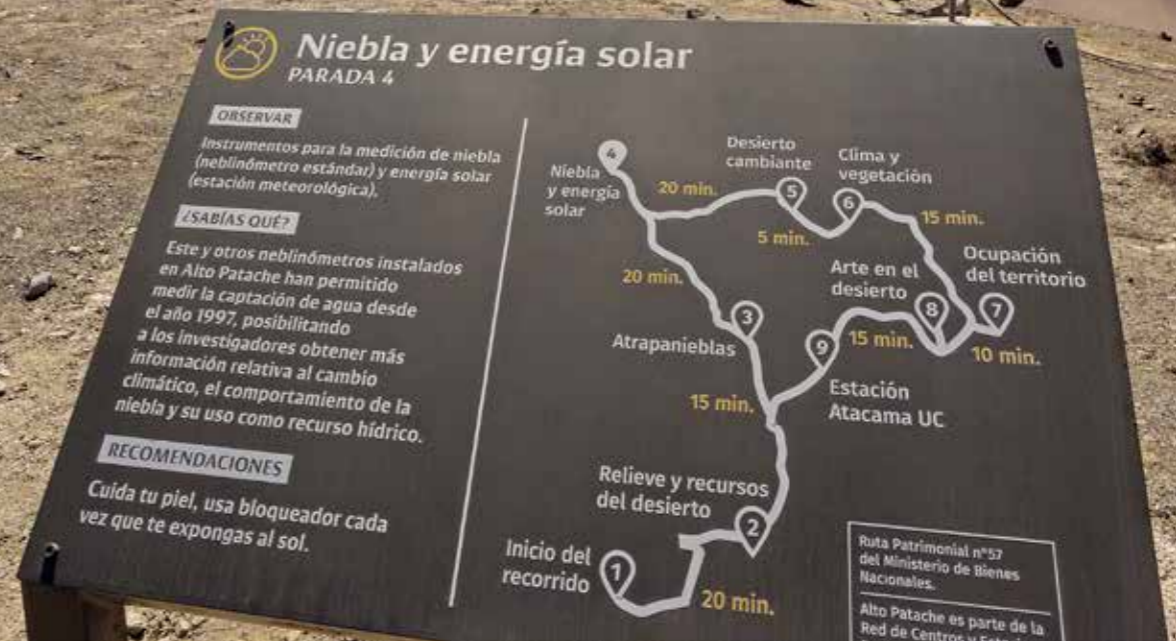 Niebla y energía solar
PARADA 4
OBSERVAR
Instrumentos para la medición de niebla
(neblinómetro estándar) y energía solar
(estación meteorológica).
¿SABÍAS QUÉ?
Este y otros neblinómetros instalados
en Alto Patache han permitido
medir la captación de agua desde
el año 1997, posibilitando
a los investigadores obtener más
información relativa al cambio
climático, el comportamiento de la
niebla y su uso como recurso hídrico.
RECOMENDACIONES
Cuida tu piel, usa bloqueador cada
vez que te expongas al sol.
4
Niebla
y energía
solar
20 min.
Desierto
cambiante
5
5 min.
Clima y
vegetación
6
15 min.
Ocupación
del territorio
7
10 min.
Arte en el
desierto
8
15 min.
9
Estación
Atacama UC
20 min.
3
Atrapanieblas
15 min.
Relieve y recursos
del desierto
2
Inicio del
recorrido
1
20 min.
Ruta Patrimonial n°57
del Ministerio de Bienes
Nacionales.
Alto Patache es parte de la
Red de Centros y